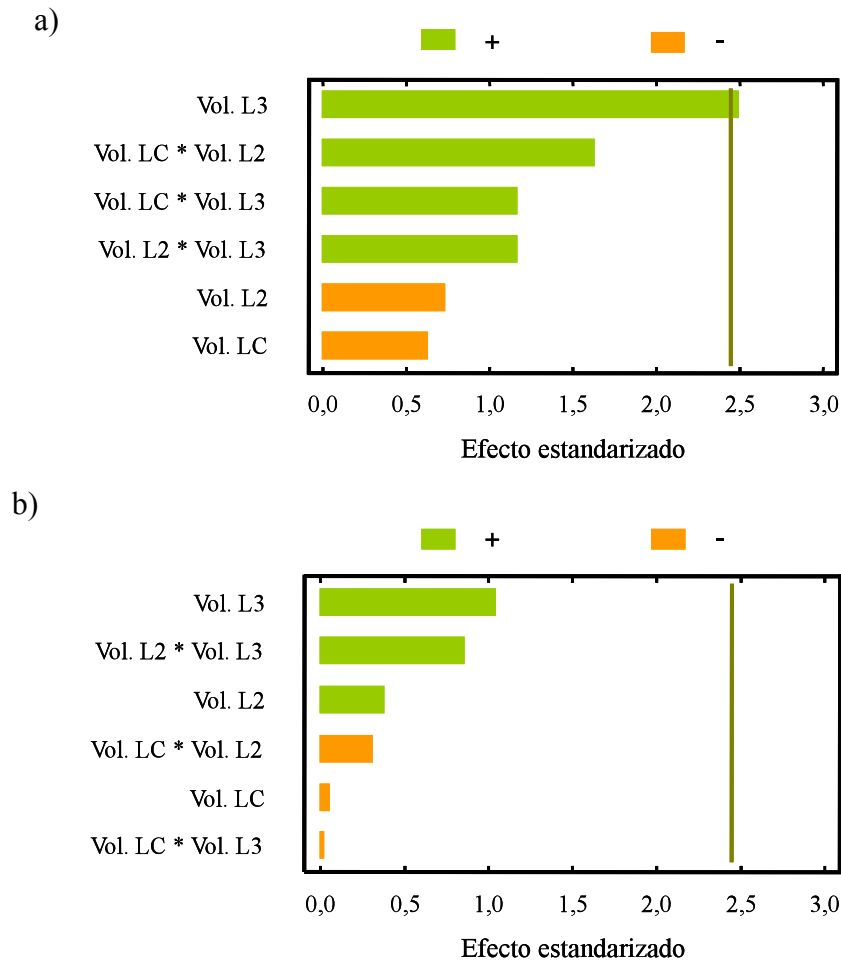 a)
+ -
Vol. L3
Vol. LC * Vol. L2
Vol. LC * Vol. L3
Vol. L2 * Vol. L3
Vol. L2
Vol. LC
0,0 0,5 1,0 1,5 2,0 2,5 3,0
Efecto estandarizado
b)
+ -
Vol. L3
Vol. L2 * Vol. L3
Vol. L2
Vol. LC * Vol. L2
Vol. LC
Vol. LC * Vol. L3
0,0 0,5 1,0 1,5 2,0 2,5 3,0
Efecto estandarizado